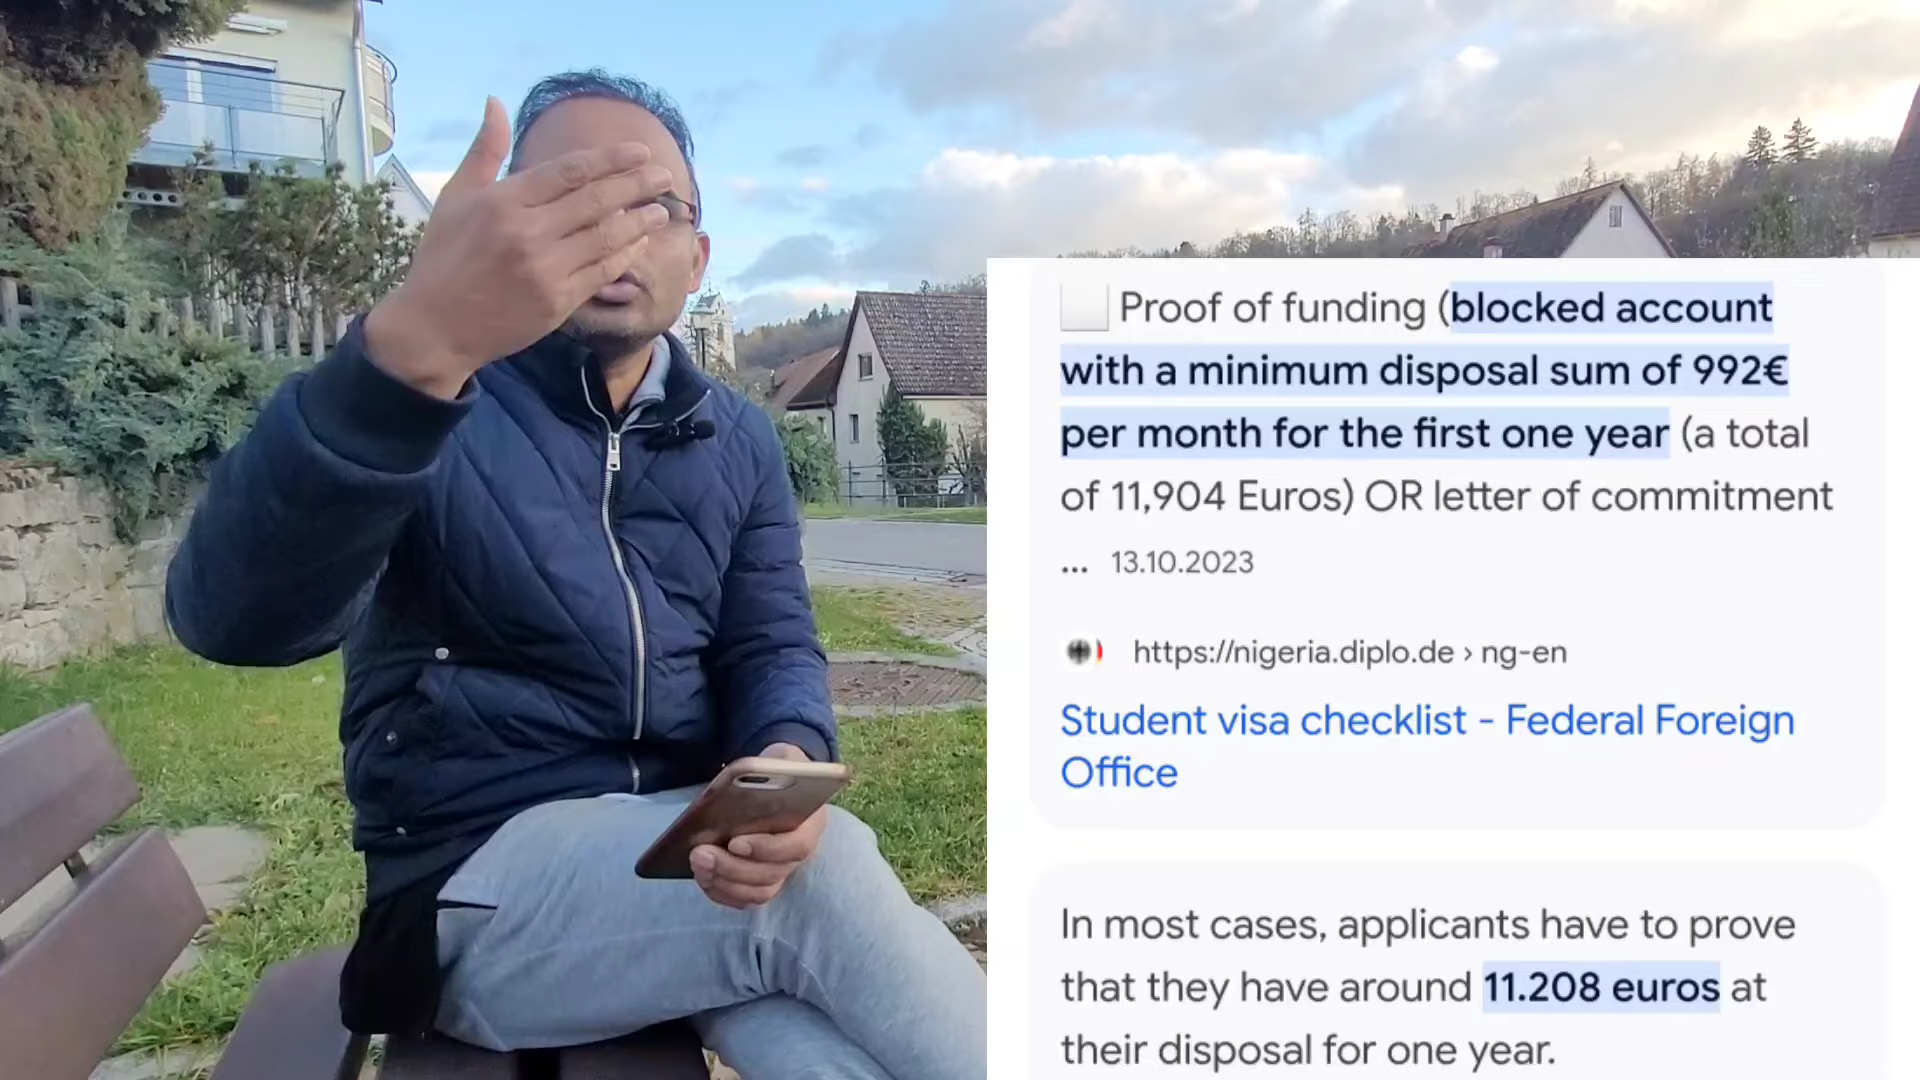 Proof of funding (blocked account
with a minimum disposal sum of 992€
per month for the first one year (a total
of 11,904 Euros) OR letter of commitment
... 13.10.2023
https://nigeria.diplo.de › ng-en
Student visa checklist - Federal Foreign
Office
In most cases, applicants have to prove
that they have around 11.208 euros at
their disposal for one year.